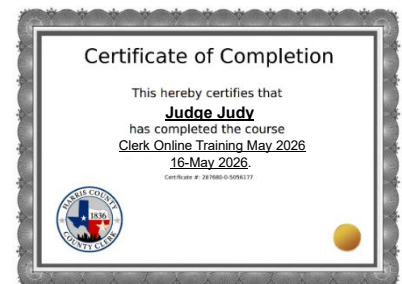 Certificate of Completion
This hereby certifies that
Judge Judy
has completed the course
Clerk Online Training May 2026
16-May 2026.
Certificate #: 287680-0-5056177
HARRIS COUNTY
1836
COUNTY CLERK